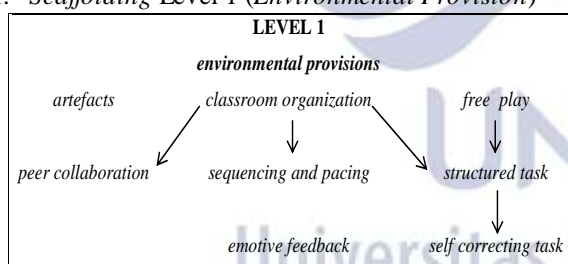 Scaffolding Level 1 (Environmental Provision)
LEVEL 1
environmental provisions
artefacts classroom organization free play
peer collaboration sequencing and pacing structured task
emotive feedback self correcting task
UN
Universitas